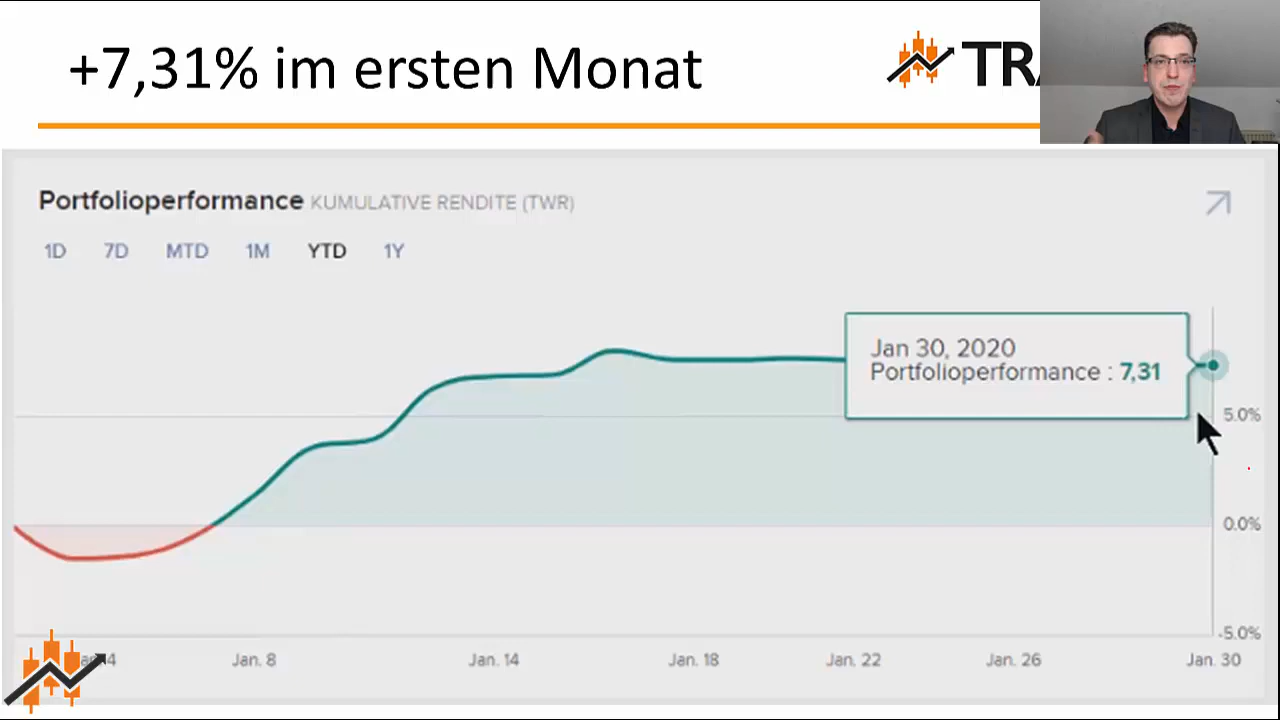 +7,31% im ersten Monat
TRA
Portfolioperformance KUMULATIVE RENDITE (TWR)
1D 7D MTD 1M YTD 1Y
Jan 30, 2020
Portfolioperformance : 7,31
5.0%
0.0%
-5.0%
4 Jan. 8 Jan. 14 Jan. 18 Jan. 22 Jan. 26 Jan. 30